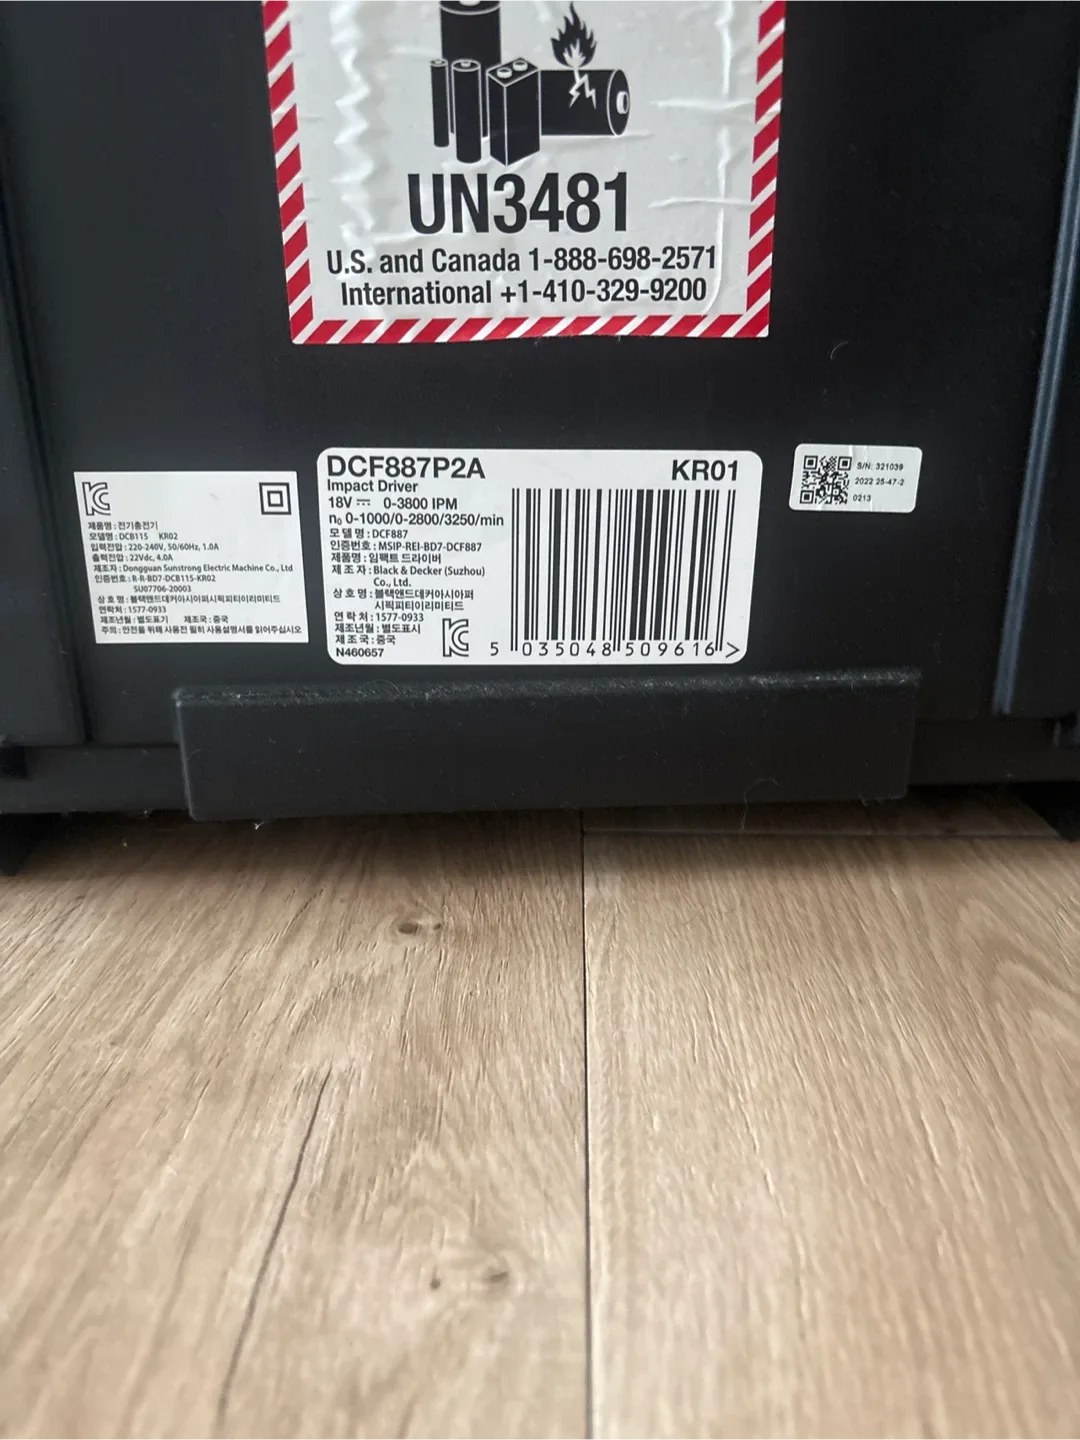 UN3481
U.S. and Canada 1-888-698-2571
International +1-410-329-9200
제품명 : 전기충전기
모델명 : DCB115 KR02
입력전압 : 220-240V, 50/60Hz, 1.0A
출력전압 : 22Vdc, 4.0A
제조자 : Dongguan Sunstrong Electric Machine Co., Ltd
인증번호 : R-R-BD7-DCB115-KR02
SU07706-20003
상 호 명 : 블랙앤드데커아시아퍼시픽피티이리미티드
연락처 : 1577-0933
제조년월 : 별도표기 제조국 : 중국
주의 : 안전을 위해 사용전 필히 사용설명서를 읽어주십시오
DCF887P2A KR01
Impact Driver
18V ⎓ 0-3800 IPM
n₀ 0-1000/0-2800/3250/min
모 델 명 : DCF887
인증번호 : MSIP-REI-BD7-DCF887
제품명 : 임팩트 드라이버
제 조 자 : Black & Decker (Suzhou)
Co., Ltd.
상 호 명 : 블랙앤드데커아시아퍼
시픽피티이리미티드
연 락 처 : 1577-0933
제조년월 : 별도표시
제 조 국 : 중국
N460657
5 035048 509616 >
S/N: 321039
2022 25-47-2
0213